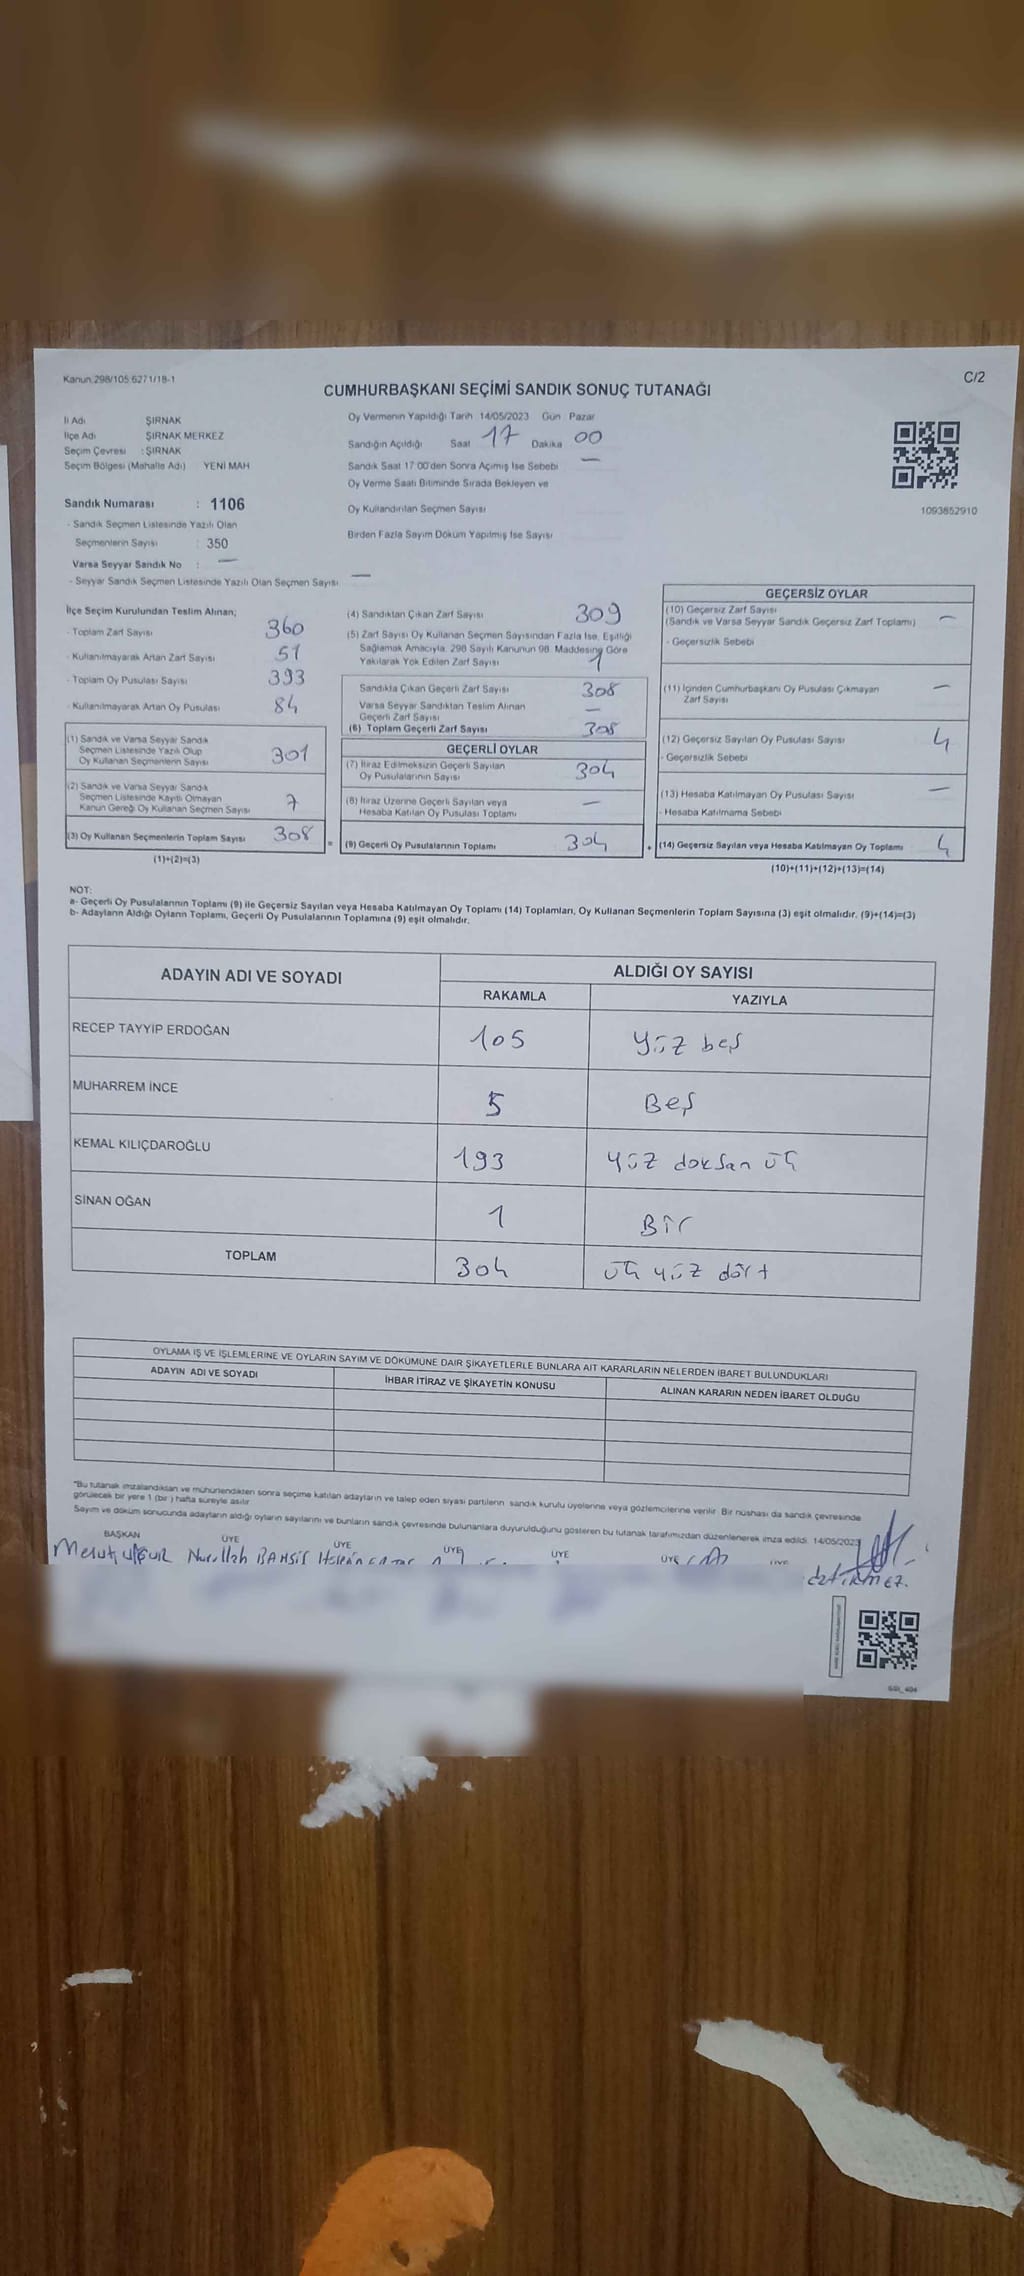 Kanun:298/105 6271/18-1
C/2
CUMHURBAŞKANI SEÇİMİ SANDIK SONUÇ TUTANAĞI
İl Adı : ŞIRNAK
İlçe Adı : ŞIRNAK MERKEZ
Seçim Çevresi : ŞIRNAK
Seçim Bölgesi (Mahalle Adı) YENİ MAH
Sandık Numarası : 1106
- Sandık Seçmen Listesinde Yazılı Olan
Seçmenlerin Sayısı : 350
Varsa Seyyar Sandık No : —
- Seyyar Sandık Seçmen Listesinde Yazılı Olan Seçmen Sayısı —
Oy Vermenin Yapıldığı Tarih 14/05/2023 Gün Pazar
Sandığın Açıldığı Saat 17 Dakika 00
Sandık Saat 17:00'den Sonra Açımış İse Sebebi —
Oy Verme Saati Bitiminde Sırada Bekleyen ve
Oy Kullandırılan Seçmen Sayısı
Birden Fazla Sayım Döküm Yapılmış İse Sayısı
1093852910
İlçe Seçim Kurulundan Teslim Alınan;
- Toplam Zarf Sayısı 360
- Kullanılmayarak Artan Zarf Sayısı 51
- Toplam Oy Pusulası Sayısı 393
- Kullanılmayarak Artan Oy Pusulası 84
(1) Sandık ve Varsa Seyyar Sandık
Seçmen Listesinde Yazılı Olup
Oy Kullanan Seçmenlerin Sayısı 301
(2) Sandık ve Varsa Seyyar Sandık
Seçmen Listesinde Kayıtlı Olmayan
Kanun Gereği Oy Kullanan Seçmen Sayısı 7
(3) Oy Kullanan Seçmenlerin Toplam Sayısı 308
(1)+(2)=(3)
(4) Sandıktan Çıkan Zarf Sayısı 309
(5) Zarf Sayısı Oy Kullanan Seçmen Sayısından Fazla İse, Eşitliği
Sağlamak Amacıyla, 298 Sayılı Kanunun 98. Maddesine Göre
Yakılarak Yok Edilen Zarf Sayısı 1
Sandıkta Çıkan Geçerli Zarf Sayısı 308
Varsa Seyyar Sandıktan Teslim Alınan
Geçerli Zarf Sayısı —
(6) Toplam Geçerli Zarf Sayısı 308
GEÇERLİ OYLAR
(7) İtiraz Edilmeksizin Geçerli Sayılan
Oy Pusulalarının Sayısı 304
(8) İtiraz Üzerine Geçerli Sayılan veya
Hesaba Katılan Oy Pusulası Toplamı —
= (9) Geçerli Oy Pusulalarının Toplamı 304
GEÇERSİZ OYLAR
(10) Geçersiz Zarf Sayısı —
(Sandık ve Varsa Seyyar Sandık Geçersiz Zarf Toplamı)
- Geçersizlik Sebebi
(11) İçinden Cumhurbaşkanı Oy Pusulası Çıkmayan —
Zarf Sayısı
(12) Geçersiz Sayılan Oy Pusulası Sayısı 4
- Geçersizlik Sebebi
(13) Hesaba Katılmayan Oy Pusulası Sayısı —
- Hesaba Katılmama Sebebi
+ (14) Geçersiz Sayılan veya Hesaba Katılmayan Oy Toplamı 4
(10)+(11)+(12)+(13)=(14)
NOT:
a- Geçerli Oy Pusulalarının Toplamı (9) ile Geçersiz Sayılan veya Hesaba Katılmayan Oy Toplamı (14) Toplamları, Oy Kullanan Seçmenlerin Toplam Sayısına (3) eşit olmalıdır. (9)+(14)=(3)
b- Adayların Aldığı Oyların Toplamı, Geçerli Oy Pusulalarının Toplamına (9) eşit olmalıdır.
ADAYIN ADI VE SOYADI ALDIĞI OY SAYISI
RAKAMLA YAZIYLA
RECEP TAYYİP ERDOĞAN 105 yüz beş
MUHARREM İNCE 5 Beş
KEMAL KILIÇDAROĞLU 193 yüz doksan üç
SİNAN OĞAN 1 Bir
TOPLAM 304 üç yüz dört
OYLAMA İŞ VE İŞLEMLERİNE VE OYLARIN SAYIM VE DÖKÜMÜNE DAİR ŞİKAYETLERLE BUNLARA AİT KARARLARIN NELERDEN İBARET BULUNDUKLARI
ADAYIN ADI VE SOYADI İHBAR İTİRAZ VE ŞİKAYETİN KONUSU ALINAN KARARIN NEDEN İBARET OLDUĞU
"Bu tutanak imzalandıktan ve mühürlendikten sonra seçime katılan adayların ve talep eden siyasi partilerin sandık kurulu üyelerine veya gözlemcilerine verilir. Bir nüshası da sandık çevresinde
görülecek bir yere 1 (bir) hafta süreyle asılır.
Sayım ve döküm sonucunda adayların aldığı oyların sayılarını ve bunların sandık çevresinde bulunanlara duyurulduğunu gösteren bu tutanak tarafımızdan düzenlenerek imza edildi. 14/05/2023
BAŞKAN ÜYE ÜYE ÜYE ÜYE ÜYE
Nurullah